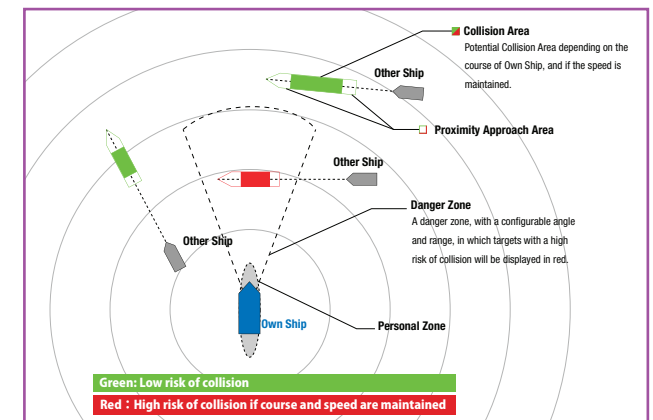 Collision Area
Potential Collision Area depending on the
course of Own Ship, and if the speed is
maintained.
Other Ship
Proximity Approach Area
Other Ship
Danger Zone
A danger zone, with a configurable angle
and range, in which targets with a high
risk of collision will be displayed in red.
Other Ship
Own Ship
Personal Zone
Green: Low risk of collision
Red：High risk of collision if course and speed are maintained